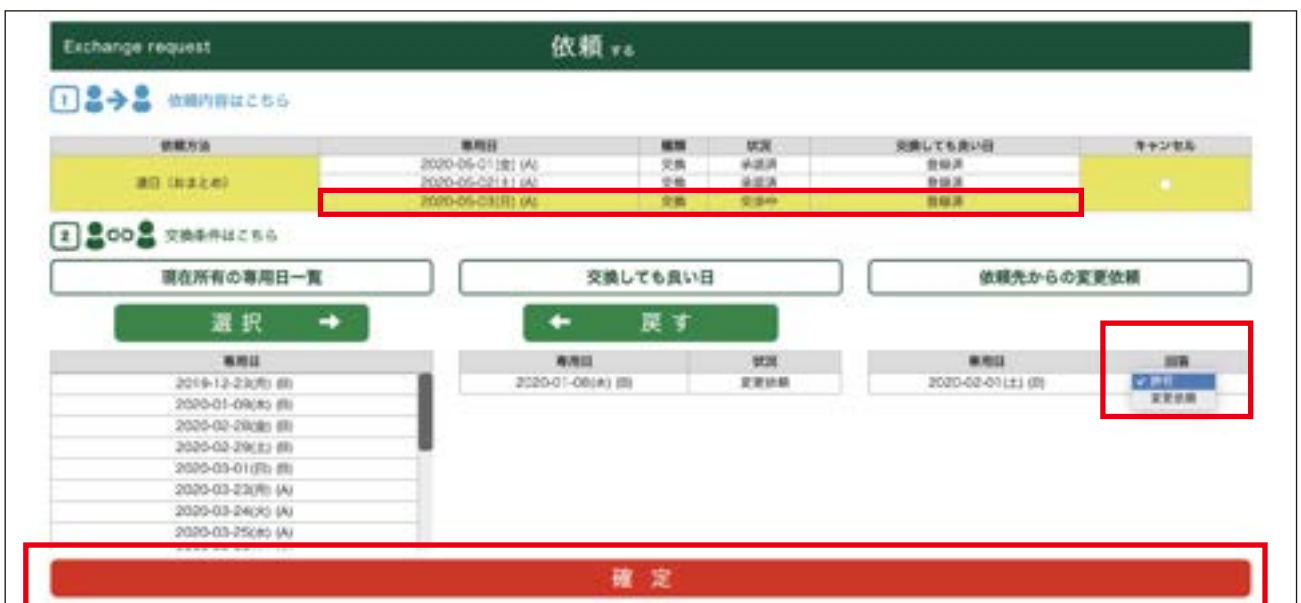 Exchange request 依頼する
1 依頼内容はこちら
依頼方法 専用日 種類 状況 交換しても良い日 キャンセル
連日（おまとめ） 2020-05-01(金) (A) 交換 承認済 登録済
2020-05-02(土) (A) 交換 承認済 登録済
2020-05-03(日) (A) 交換 交渉中 登録済
2 交換条件はこちら
現在所有の専用日一覧 交換しても良い日 依頼先からの変更依頼
選択 戻す
専用日 専用日 状況 専用日 回答
2019-12-23(月) (B) 2020-01-08(水) (B) 変更依頼 2020-02-01(土) (B)
2020-01-09(木) (B) 変更依頼
2020-02-28(金) (B)
2020-02-29(土) (B)
2020-03-01(日) (B)
2020-03-23(月) (A)
2020-03-24(火) (A)
2020-03-25(水) (A)
確定